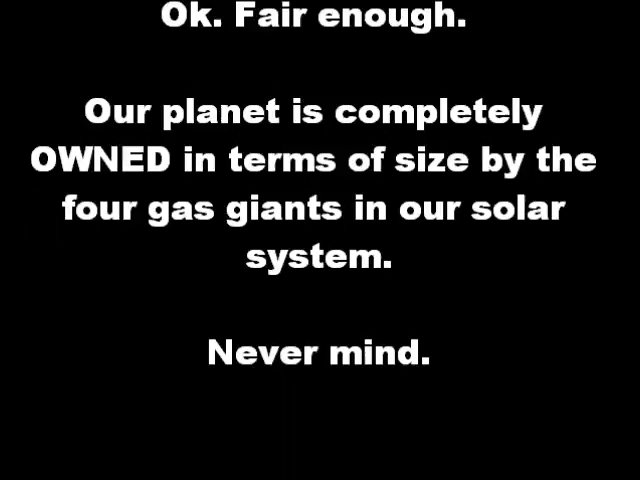 Ok. Fair enough.
Our planet is completely
OWNED in terms of size by the
four gas giants in our solar
system.
Never mind.